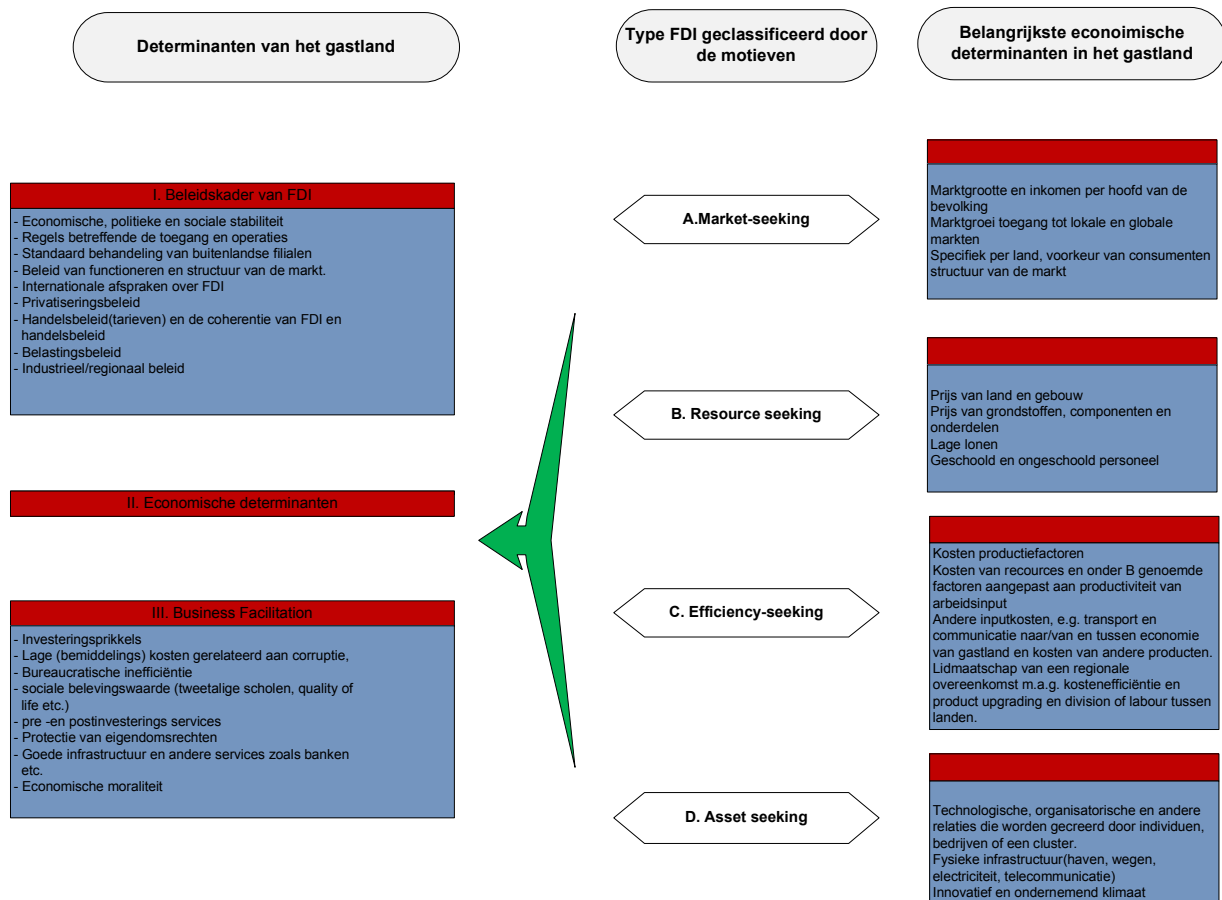 Determinanten van het gastland
Type FDI geclassificeerd door
de motieven
Belangrijkste econoimische
determinanten in het gastland
I. Beleidskader van FDI
- Economische, politieke en sociale stabiliteit
- Regels betreffende de toegang en operaties
- Standaard behandeling van buitenlandse filialen
- Beleid van functioneren en structuur van de markt.
- Internationale afspraken over FDI
- Privatiseringsbeleid
- Handelsbeleid(tarieven) en de coherentie van FDI en
handelsbeleid
- Belastingsbeleid
- Industrieel/regionaal beleid
II. Economische determinanten
III. Business Facilitation
- Investeringsprikkels
- Lage (bemiddelings) kosten gerelateerd aan corruptie,
- Bureaucratische inefficiëntie
- sociale belevingswaarde (tweetalige scholen, quality of
life etc.)
- pre -en postinvesterings services
- Protectie van eigendomsrechten
- Goede infrastructuur en andere services zoals banken
etc.
- Economische moraliteit
A.Market-seeking
B. Resource seeking
C. Efficiency-seeking
D. Asset seeking
Marktgrootte en inkomen per hoofd van de
bevolking
Marktgroei toegang tot lokale en globale
markten
Specifiek per land, voorkeur van consumenten
structuur van de markt
Prijs van land en gebouw
Prijs van grondstoffen, componenten en
onderdelen
Lage lonen
Geschoold en ongeschoold personeel
Kosten productiefactoren
Kosten van recources en onder B genoemde
factoren aangepast aan productiviteit van
arbeidsinput
Andere inputkosten, e.g. transport en
communicatie naar/van en tussen economie
van gastland en kosten van andere producten.
Lidmaatschap van een regionale
overeenkomst m.a.g. kostenefficiëntie en
product upgrading en division of labour tussen
landen.
Technologische, organisatorische en andere
relaties die worden gecreerd door individuen,
bedrijven of een cluster.
Fysieke infrastructuur(haven, wegen,
electriciteit, telecommunicatie)
Innovatief en ondernemend klimaat